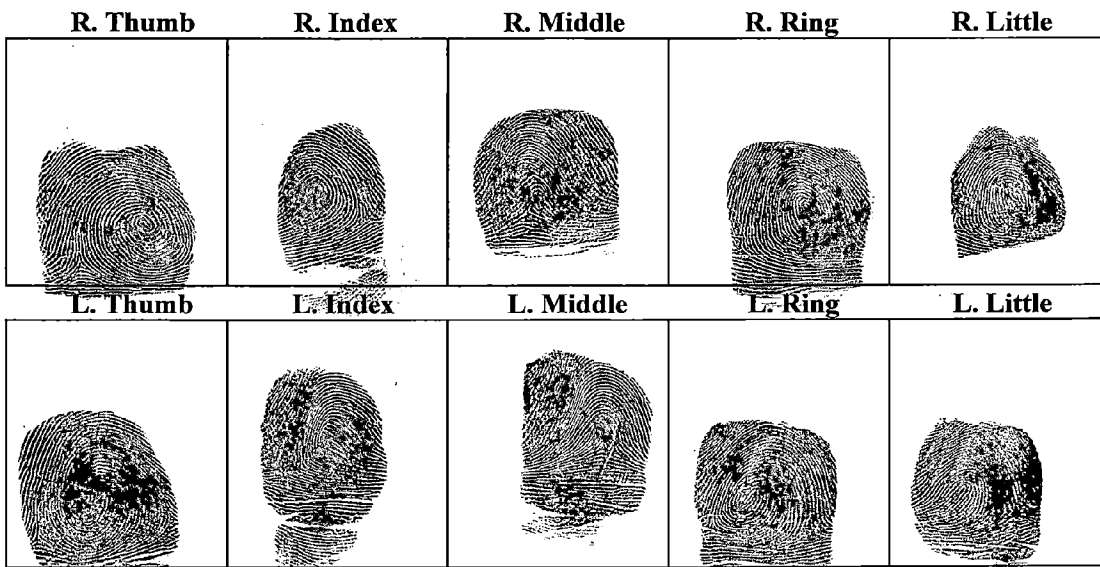 R. Thumb R. Index R. Middle R. Ring R. Little
L. Thumb L. Index L. Middle L. Ring L. Little